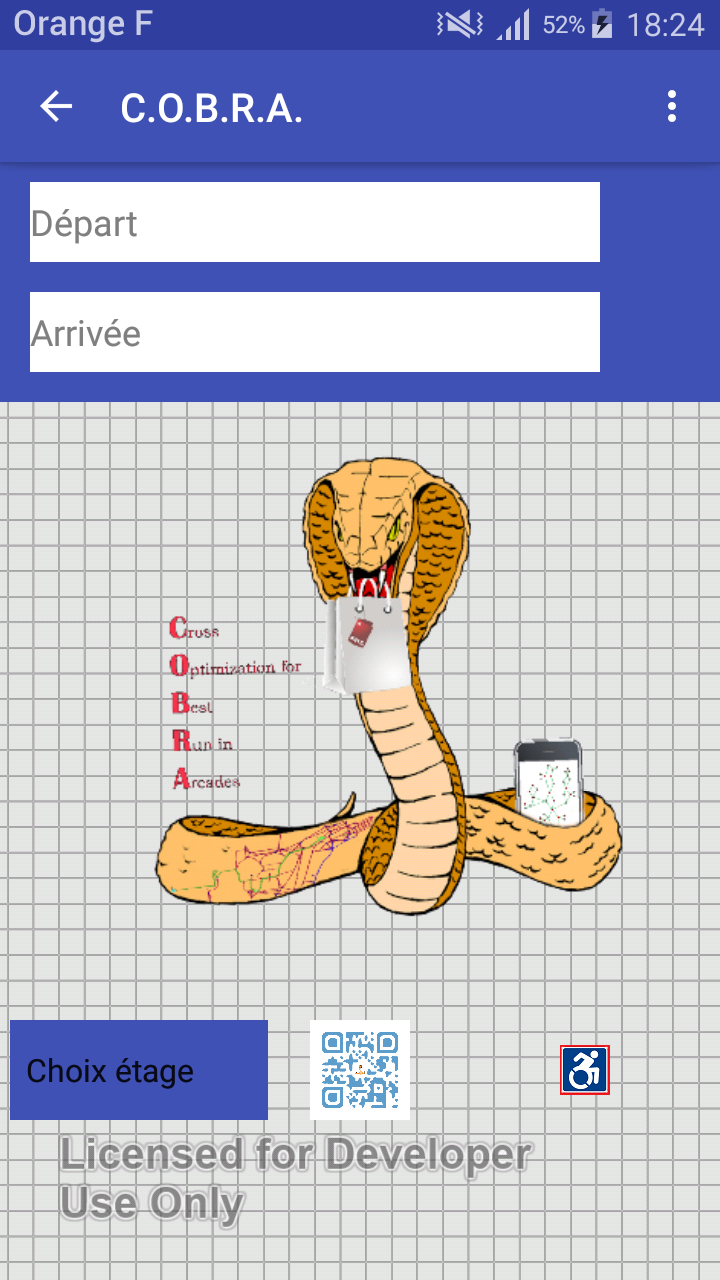 Orange F 52% 18:24
C.O.B.R.A.
Départ
Arrivée
Cross
Optimization for
Best
Run in
Arcades
Choix étage
Licensed for Developer
Use Only